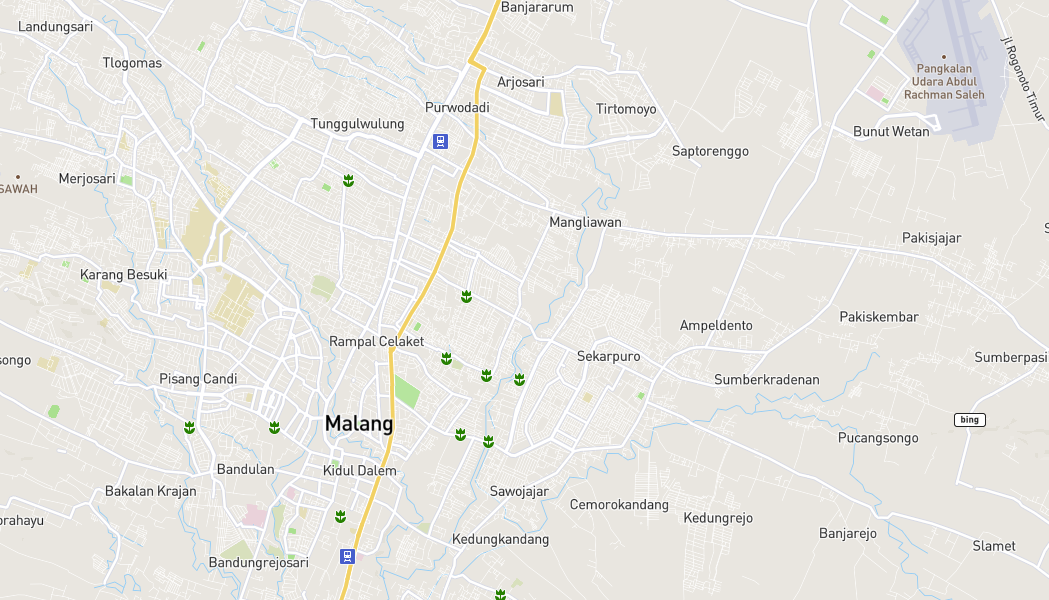 Banjararum
Landungsari
Tlogomas
Arjosari
Pangkalan
Udara Abdul
Rachman Saleh
jl Rogonoto Timur
Purwodadi
Tirtomoyo
Tunggulwulung
Bunut Wetan
Saptorenggo
Merjosari
SAWAH
Mangliawan
Pakisjajar
S
Karang Besuki
Pakiskembar
Ampeldento
Rampal Celaket
songo
Sekarpuro
Sumberpasi
Pisang Candi
Sumberkradenan
Malang
bing
Pucangsongo
Bandulan
Kidul Dalem
Bakalan Krajan
Sawojajar
Cemorokandang
orahayu
Kedungrejo
Banjarejo
Kedungkandang
Slamet
Bandungrejosari